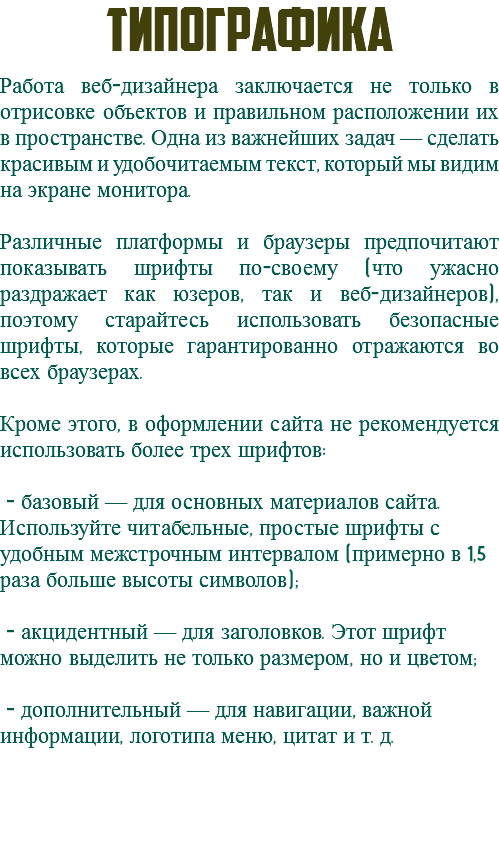 ТИПОГРАФИКА
Работа веб-дизайнера заключается не только в
отрисовке объектов и правильном расположении их
в пространстве. Одна из важнейших задач — сделать
красивым и удобочитаемым текст, который мы видим
на экране монитора.
Различные платформы и браузеры предпочитают
показывать шрифты по-своему (что ужасно
раздражает как юзеров, так и веб-дизайнеров),
поэтому старайтесь использовать безопасные
шрифты, которые гарантированно отражаются во
всех браузерах.
Кроме этого, в оформлении сайта не рекомендуется
использовать более трех шрифтов:
- базовый — для основных материалов сайта.
Используйте читабельные, простые шрифты с
удобным межстрочным интервалом (примерно в 1,5
раза больше высоты символов);
- акцидентный — для заголовков. Этот шрифт
можно выделить не только размером, но и цветом;
- дополнительный — для навигации, важной
информации, логотипа меню, цитат и т. д.